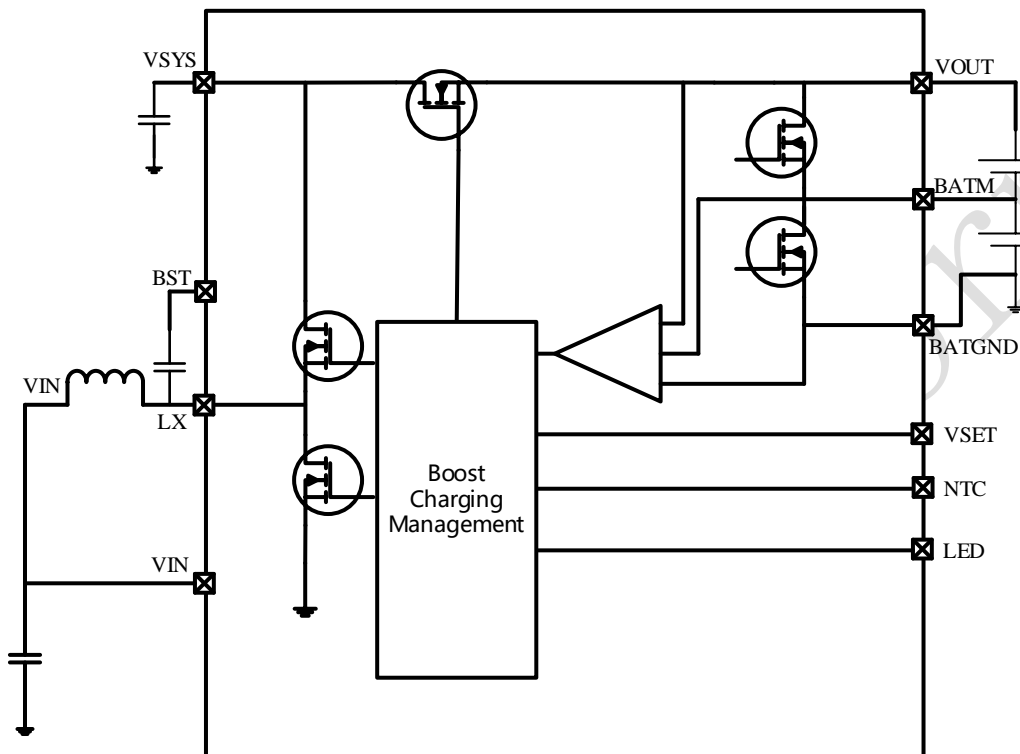 VSYS
VOUT
BATM
BST
BATGND
VIN
LX
VSET
Boost
Charging
Management
NTC
LED
VIN